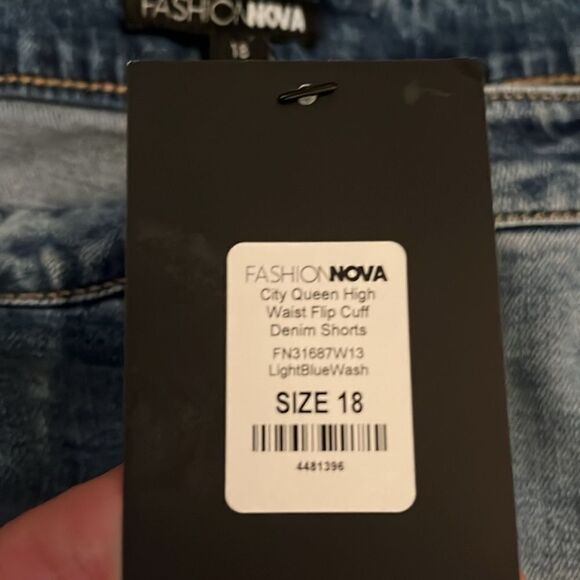 FASHIONNOVA
18
FASHIONNOVA
City Queen High
Waist Flip Cuff
Denim Shorts
FN31687W13
LightBlueWash
SIZE 18
4481396